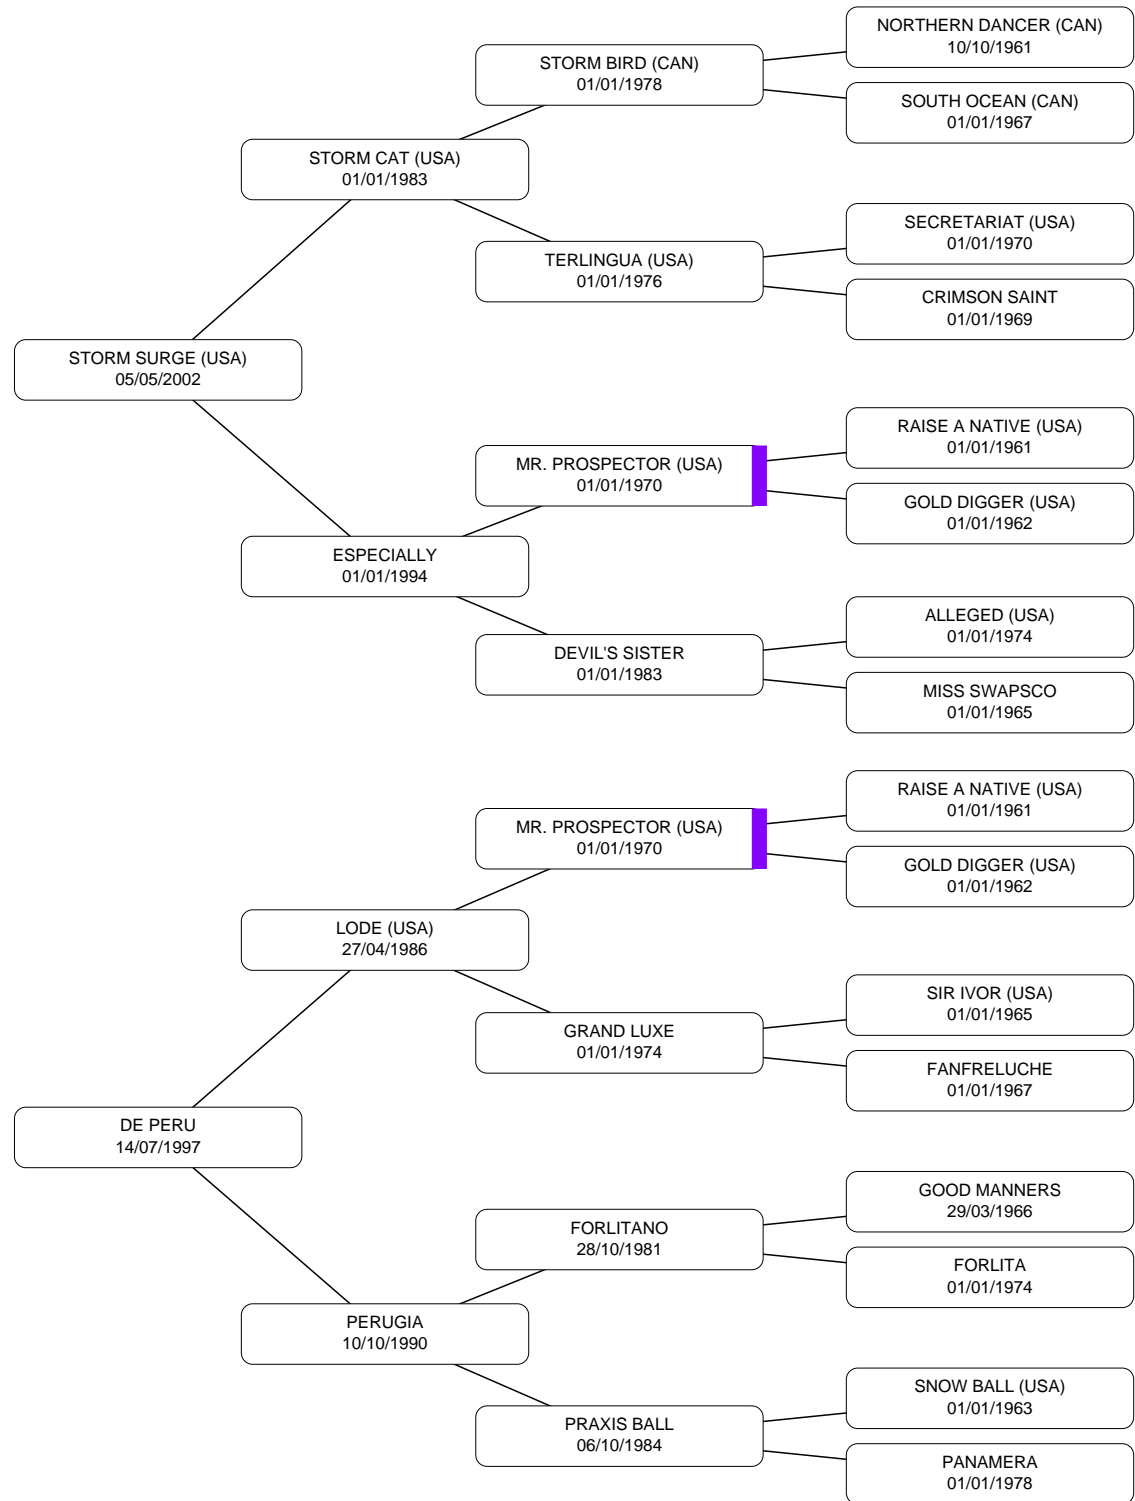 NORTHERN DANCER (CAN)
10/10/1961
STORM BIRD (CAN)
01/01/1978
SOUTH OCEAN (CAN)
01/01/1967
STORM CAT (USA)
01/01/1983
SECRETARIAT (USA)
01/01/1970
TERLINGUA (USA)
01/01/1976
CRIMSON SAINT
01/01/1969
STORM SURGE (USA)
05/05/2002
RAISE A NATIVE (USA)
01/01/1961
MR. PROSPECTOR (USA)
01/01/1970
GOLD DIGGER (USA)
01/01/1962
ESPECIALLY
01/01/1994
ALLEGED (USA)
01/01/1974
DEVIL'S SISTER
01/01/1983
MISS SWAPSCO
01/01/1965
RAISE A NATIVE (USA)
01/01/1961
MR. PROSPECTOR (USA)
01/01/1970
GOLD DIGGER (USA)
01/01/1962
LODE (USA)
27/04/1986
SIR IVOR (USA)
01/01/1965
GRAND LUXE
01/01/1974
FANFRELUCHE
01/01/1967
DE PERU
14/07/1997
GOOD MANNERS
29/03/1966
FORLITANO
28/10/1981
FORLITA
01/01/1974
PERUGIA
10/10/1990
SNOW BALL (USA)
01/01/1963
PRAXIS BALL
06/10/1984
PANAMERA
01/01/1978